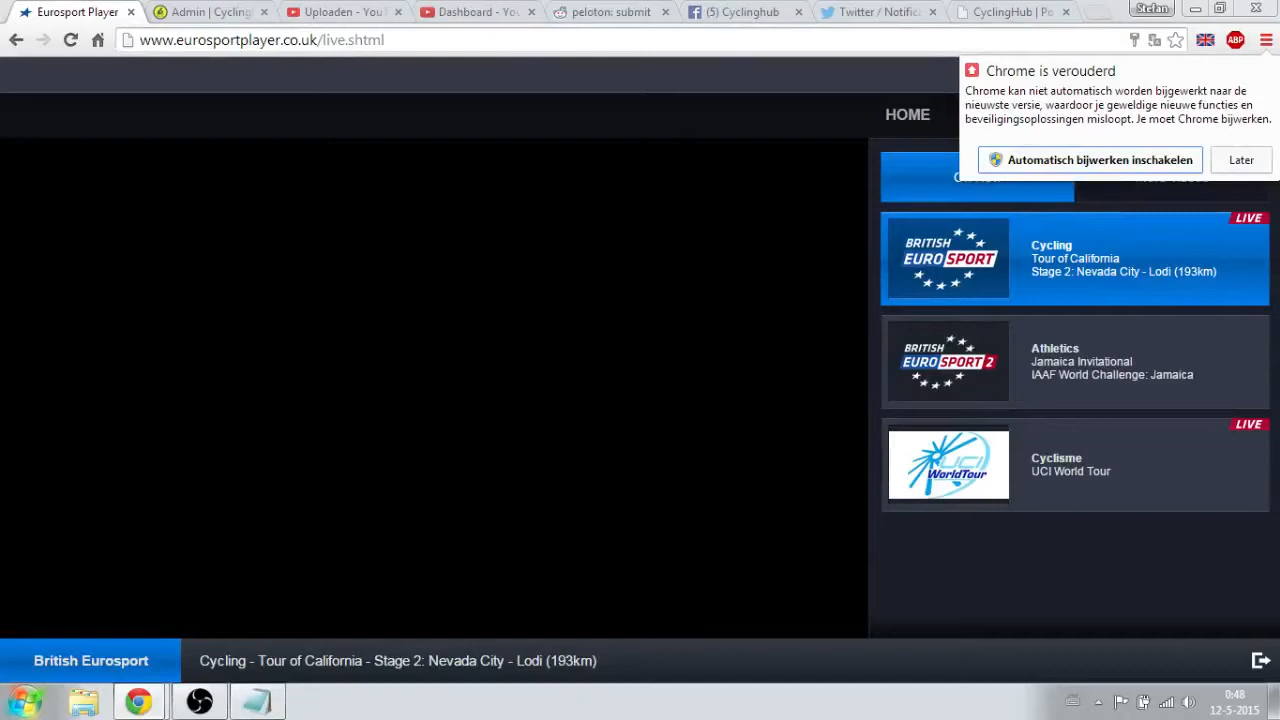 Eurosport Player
Admin | Cycling
Uploaden - You
Dashboard - You
peloton: submit
(5) Cyclinghub
Twitter / Notific
CyclingHub | Po
Stefan
www.eurosportplayer.co.uk/live.shtml
ABP
Chrome is verouderd
Chrome kan niet automatisch worden bijgewerkt naar de
nieuwste versie, waardoor je geweldige nieuwe functies en
beveiligingsoplossingen misloopt. Je moet Chrome bijwerken.
Automatisch bijwerken inschakelen
Later
HOME
LIVE
BRITISH
EUROSPORT
Cycling
Tour of California
Stage 2: Nevada City - Lodi (193km)
BRITISH
EUROSPORT 2
Athletics
Jamaica Invitational
IAAF World Challenge: Jamaica
LIVE
UCI
WorldTour
Cyclisme
UCI World Tour
British Eurosport
Cycling - Tour of California - Stage 2: Nevada City - Lodi (193km)
0:48
12-5-2015